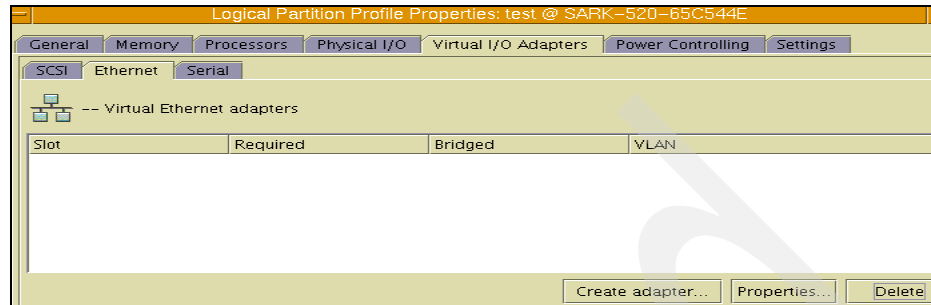 Logical Partition Profile Properties: test @ SARK-520-65C544E
General Memory Processors Physical I/O Virtual I/O Adapters Power Controlling Settings
SCSI Ethernet Serial
-- Virtual Ethernet adapters
Slot Required Bridged VLAN
Create adapter... Properties... Delete